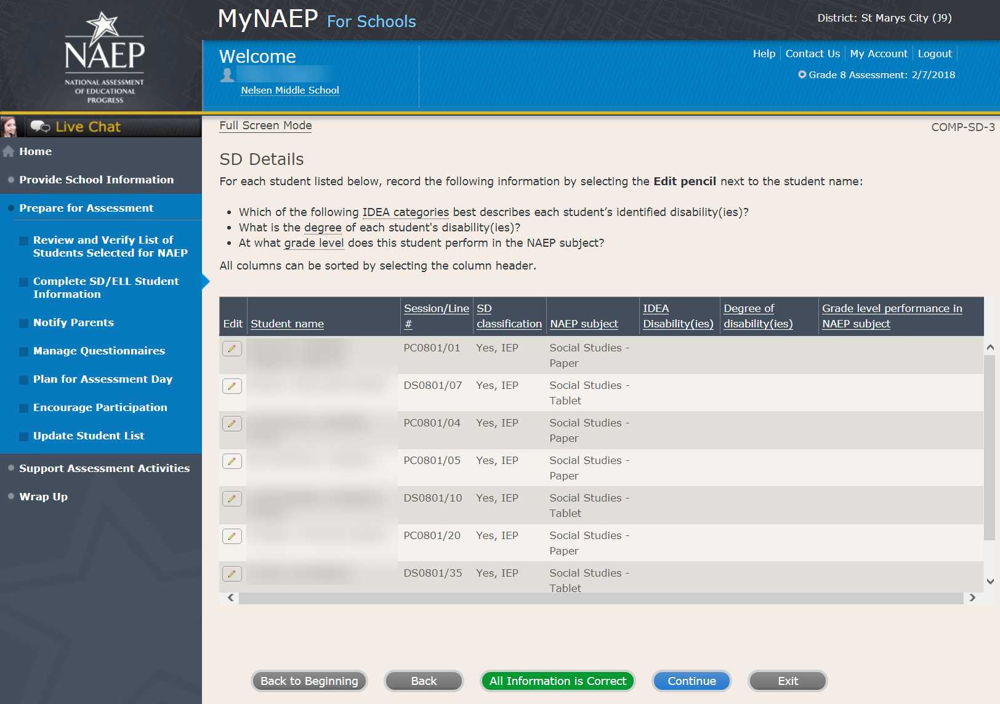 MyNAEP For Schools
District: St Marys City (J9)
NAEP
NATIONAL ASSESSMENT
OF EDUCATIONAL
PROGRESS
Welcome
Nelsen Middle School
Help
Contact Us
My Account
Logout
Grade 8 Assessment: 2/7/2018
Live Chat
Home
Provide School Information
Prepare for Assessment
Review and Verify List of
Students Selected for NAEP
Complete SD/ELL Student
Information
Notify Parents
Manage Questionnaires
Plan for Assessment Day
Encourage Participation
Update Student List
Support Assessment Activities
Wrap Up
Full Screen Mode
COMP-SD-3
SD Details
For each student listed below, record the following information by selecting the Edit pencil next to the student name:
• Which of the following IDEA categories best describes each student’s identified disability(ies)?
• What is the degree of each student's disability(ies)?
• At what grade level does this student perform in the NAEP subject?
All columns can be sorted by selecting the column header.
Session/Line SD IDEA Degree of Grade level performance in
Edit Student name # classification NAEP subject Disability(ies) disability(ies) NAEP subject
PC0801/01 Yes, IEP Social Studies -
Paper
DS0801/07 Yes, IEP Social Studies -
Tablet
PC0801/04 Yes, IEP Social Studies -
Paper
PC0801/05 Yes, IEP Social Studies -
Paper
DS0801/10 Yes, IEP Social Studies -
Tablet
PC0801/20 Yes, IEP Social Studies -
Paper
DS0801/35 Yes, IEP Social Studies -
Tablet
Back to Beginning
Back
All Information is Correct
Continue
Exit